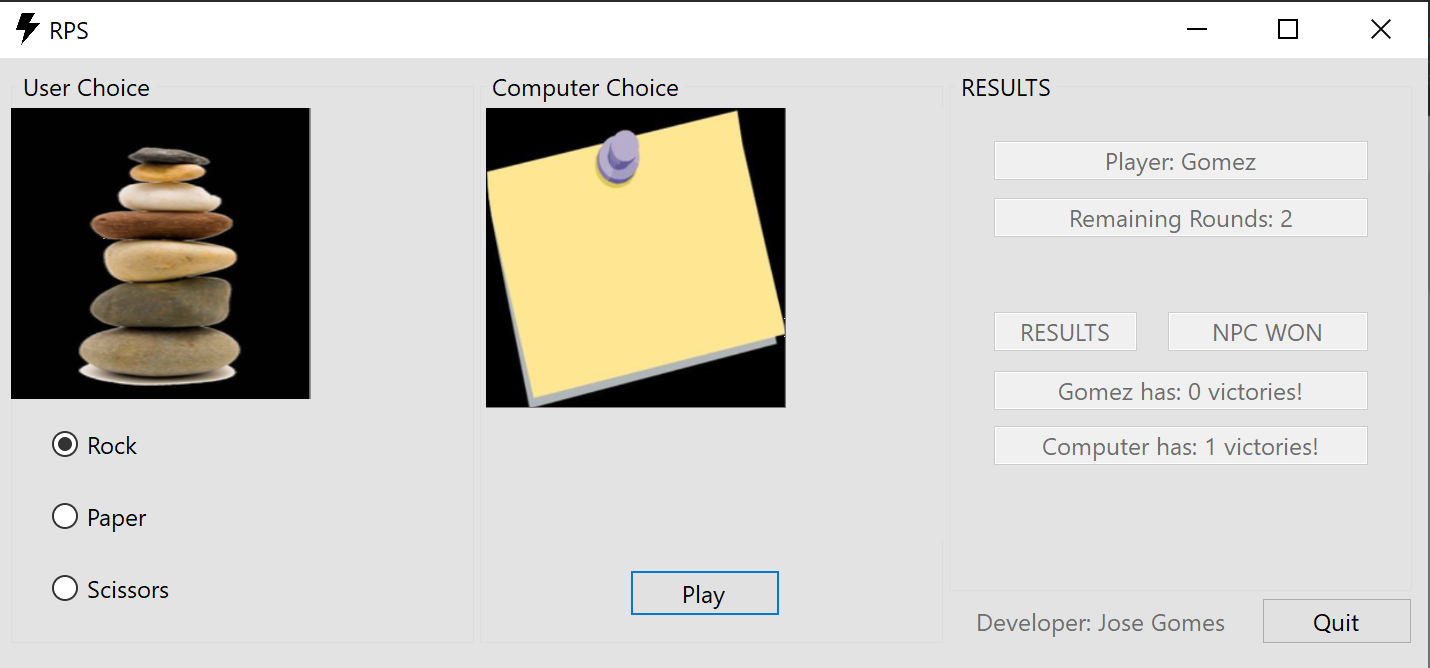 RPS
User Choice
Rock
Paper
Scissors
Computer Choice
Play
RESULTS
Player: Gomez
Remaining Rounds: 2
RESULTS
NPC WON
Gomez has: 0 victories!
Computer has: 1 victories!
Developer: Jose Gomes
Quit